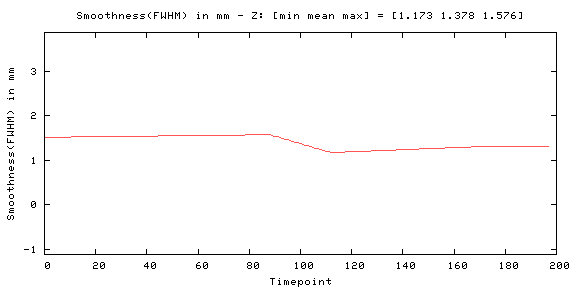 Smoothness(FWHM) in mm - Z: [min mean max] = [1.173 1.378 1.576]
3
2
1
0
-1
Smoothness(FWHM) in mm
0 20 40 60 80 100 120 140 160 180 200
Timepoint